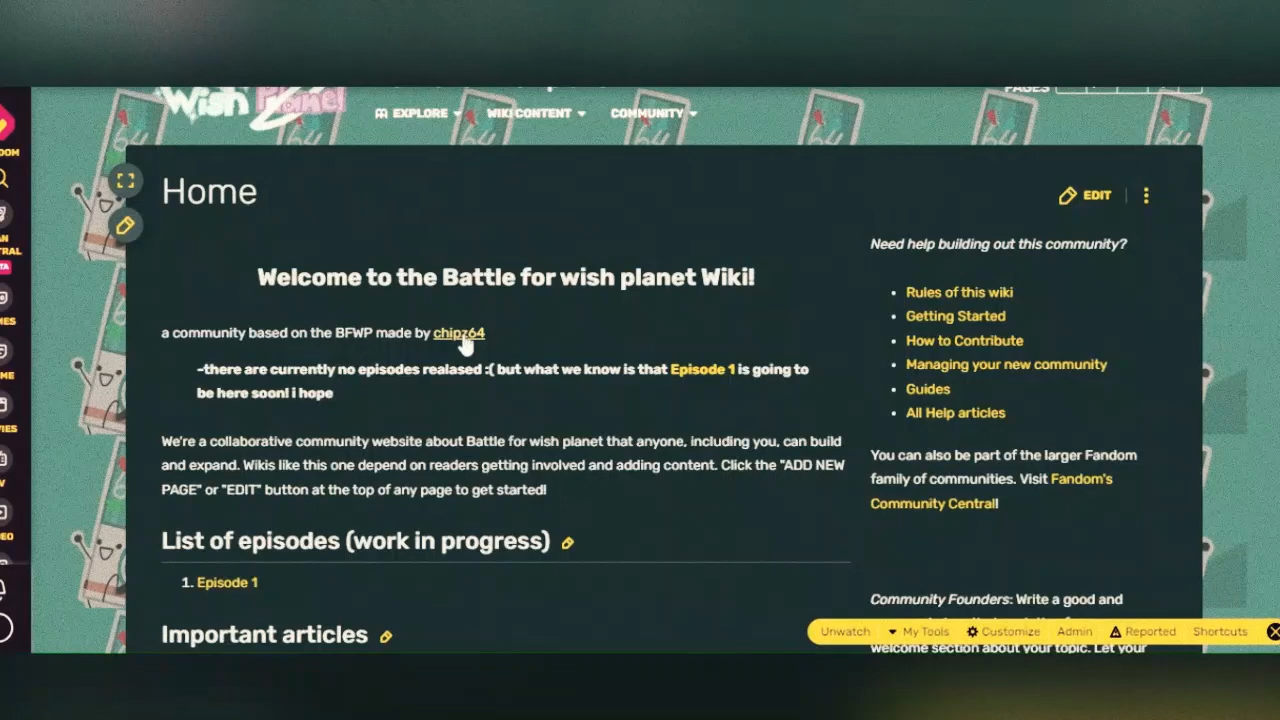 Wish Planet
PAGES
EXPLORE
WIKI CONTENT
COMMUNITY
Home
EDIT
Welcome to the Battle for wish planet Wiki!
a community based on the BFWP made by chipz64
-there are currently no episodes realased :( but what we know is that Episode 1 is going to
be here soon! i hope
We're a collaborative community website about Battle for wish planet that anyone, including you, can build
and expand. Wikis like this one depend on readers getting involved and adding content. Click the "ADD NEW
PAGE" or "EDIT" button at the top of any page to get started!
List of episodes (work in progress)
1. Episode 1
Important articles
Need help building out this community?
• Rules of this wiki
• Getting Started
• How to Contribute
• Managing your new community
• Guides
• All Help articles
You can also be part of the larger Fandom
family of communities. Visit Fandom's
Community Central!
Community Founders: Write a good and
welcome section about your topic. Let your
Unwatch
My Tools
Customize
Admin
Reported
Shortcuts